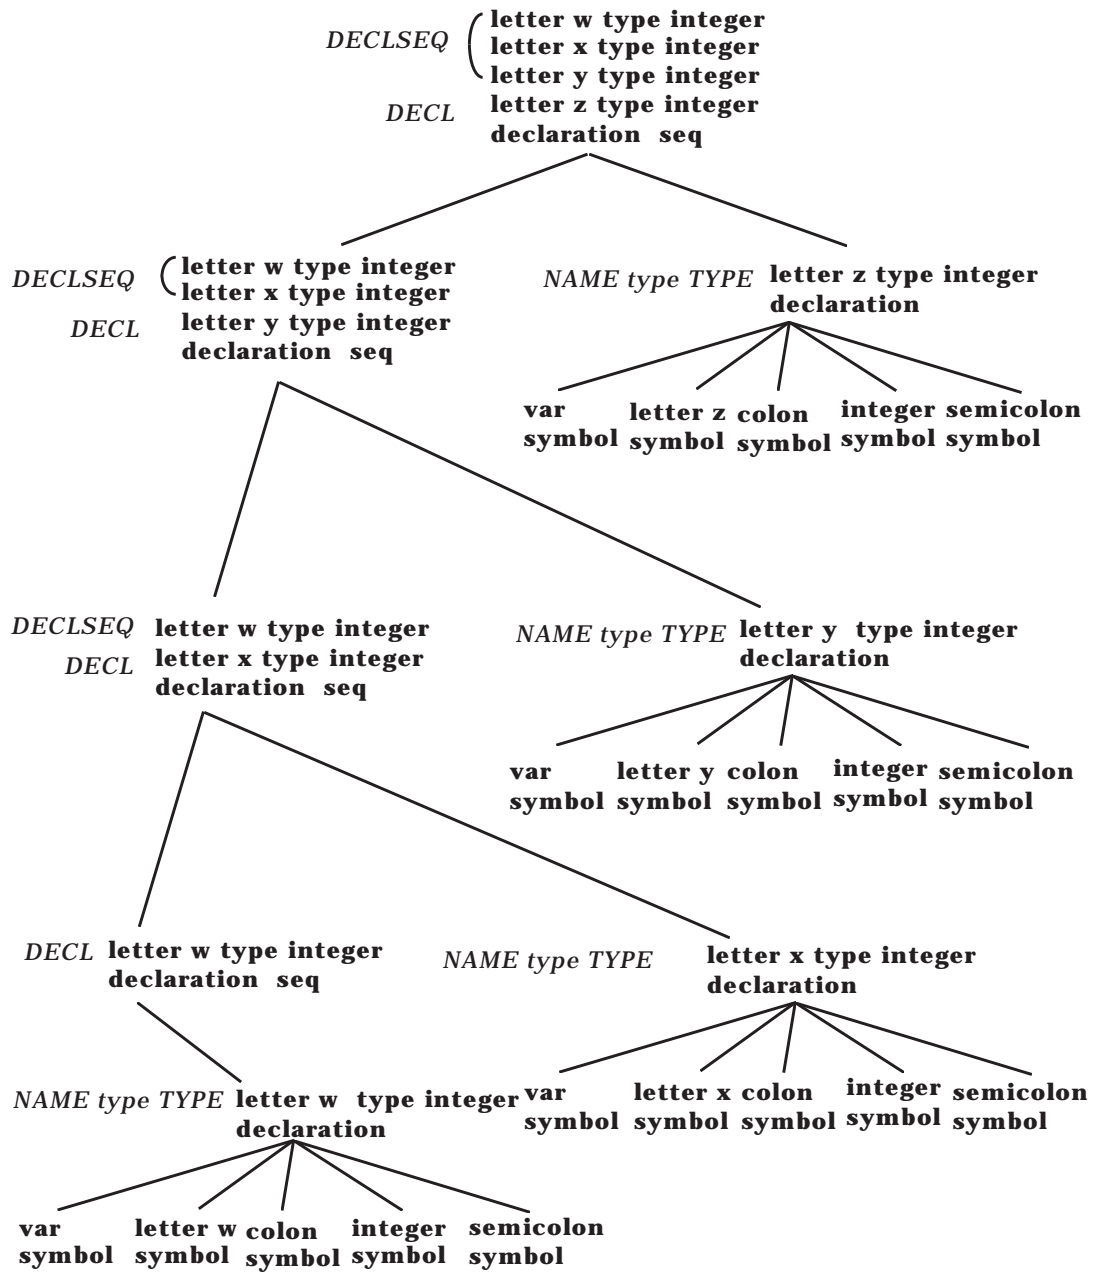 letter w type integer
DECLSEQ letter x type integer
letter y type integer
DECL letter z type integer
declaration seq
DECLSEQ letter w type integer
letter x type integer
DECL letter y type integer
declaration seq
NAME type TYPE letter z type integer
declaration
var letter z colon integer semicolon
symbol symbol symbol symbol symbol
DECLSEQ letter w type integer
DECL letter x type integer
declaration seq
NAME type TYPE letter y type integer
declaration
var letter y colon integer semicolon
symbol symbol symbol symbol symbol
DECL letter w type integer
declaration seq
NAME type TYPE letter x type integer
declaration
var letter x colon integer semicolon
symbol symbol symbol symbol symbol
NAME type TYPE letter w type integer
declaration
var letter w colon integer semicolon
symbol symbol symbol symbol symbol